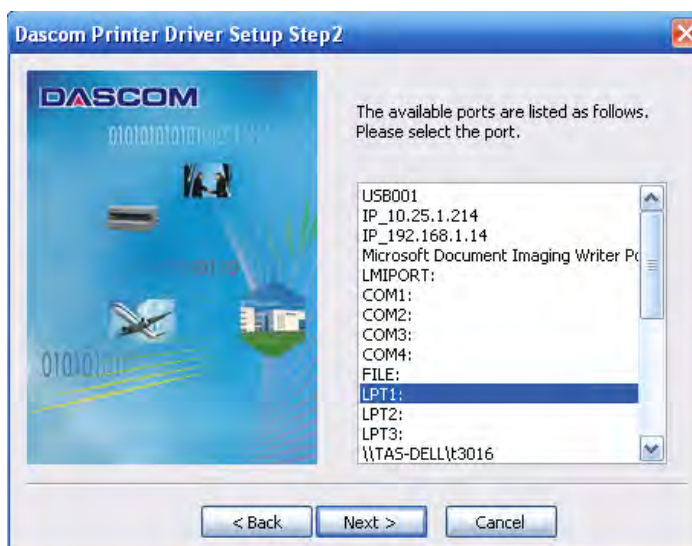 Dascom Printer Driver Setup Step2
DASCOM
The available ports are listed as follows.
Please select the port.
USB001
IP_10.25.1.214
IP_192.168.1.14
Microsoft Document Imaging Writer Po
LMIPORT:
COM1:
COM2:
COM3:
COM4:
FILE:
LPT1:
LPT2:
LPT3:
\\TAS-DELL\t3016
< Back
Next >
Cancel